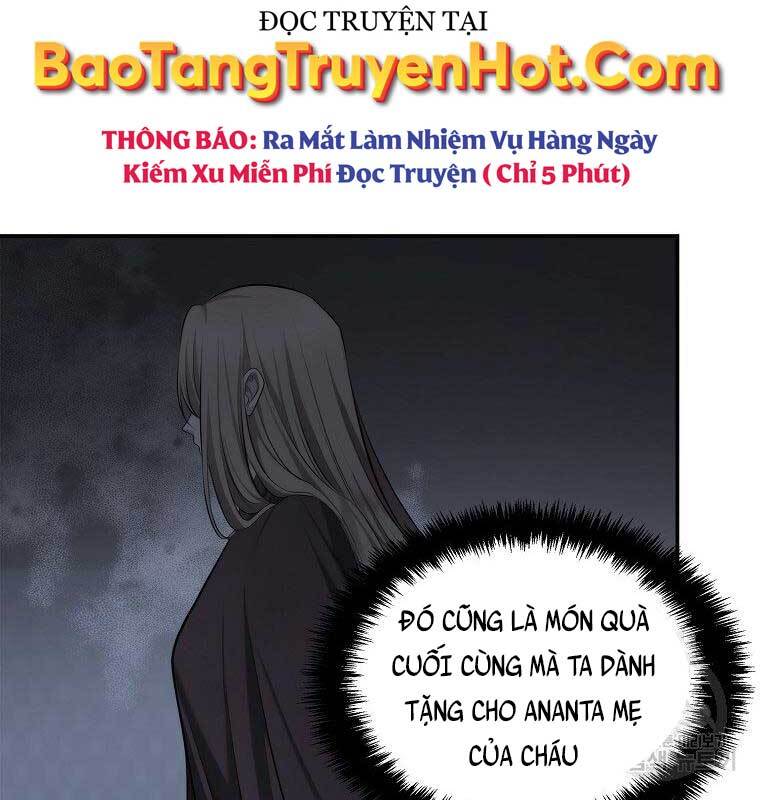 ĐỌC TRUYỆN TẠI
BaoTangTruyenHot.Com
THÔNG BÁO: Ra Mắt Làm Nhiệm Vụ Hàng Ngày
Kiếm Xu Miễn Phí Đọc Truyện ( Chỉ 5 Phút)
ĐÓ CŨNG LÀ MÓN QUÀ
CUỐI CÙNG MÀ TA DÀNH
TẶNG CHO ANANTA MẸ
CỦA CHÁU